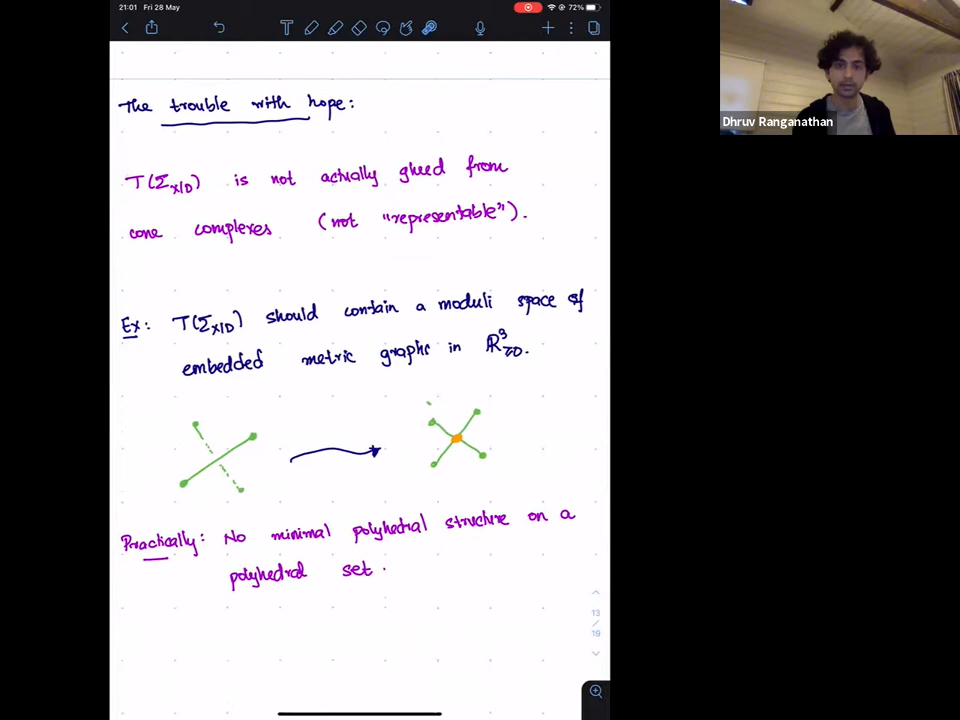 21:01 Fri 28 May
72%
The trouble with hope:
T(Σ_X|D) is not actually glued from
cone complexes (not "representable").
Ex: T(Σ_X|D) should contain a moduli space of
embedded metric graphs in ℝ³_≥0.
Practically: No minimal polyhedral structure on a
polyhedral set.
13
/
19
Dhruv Ranganathan